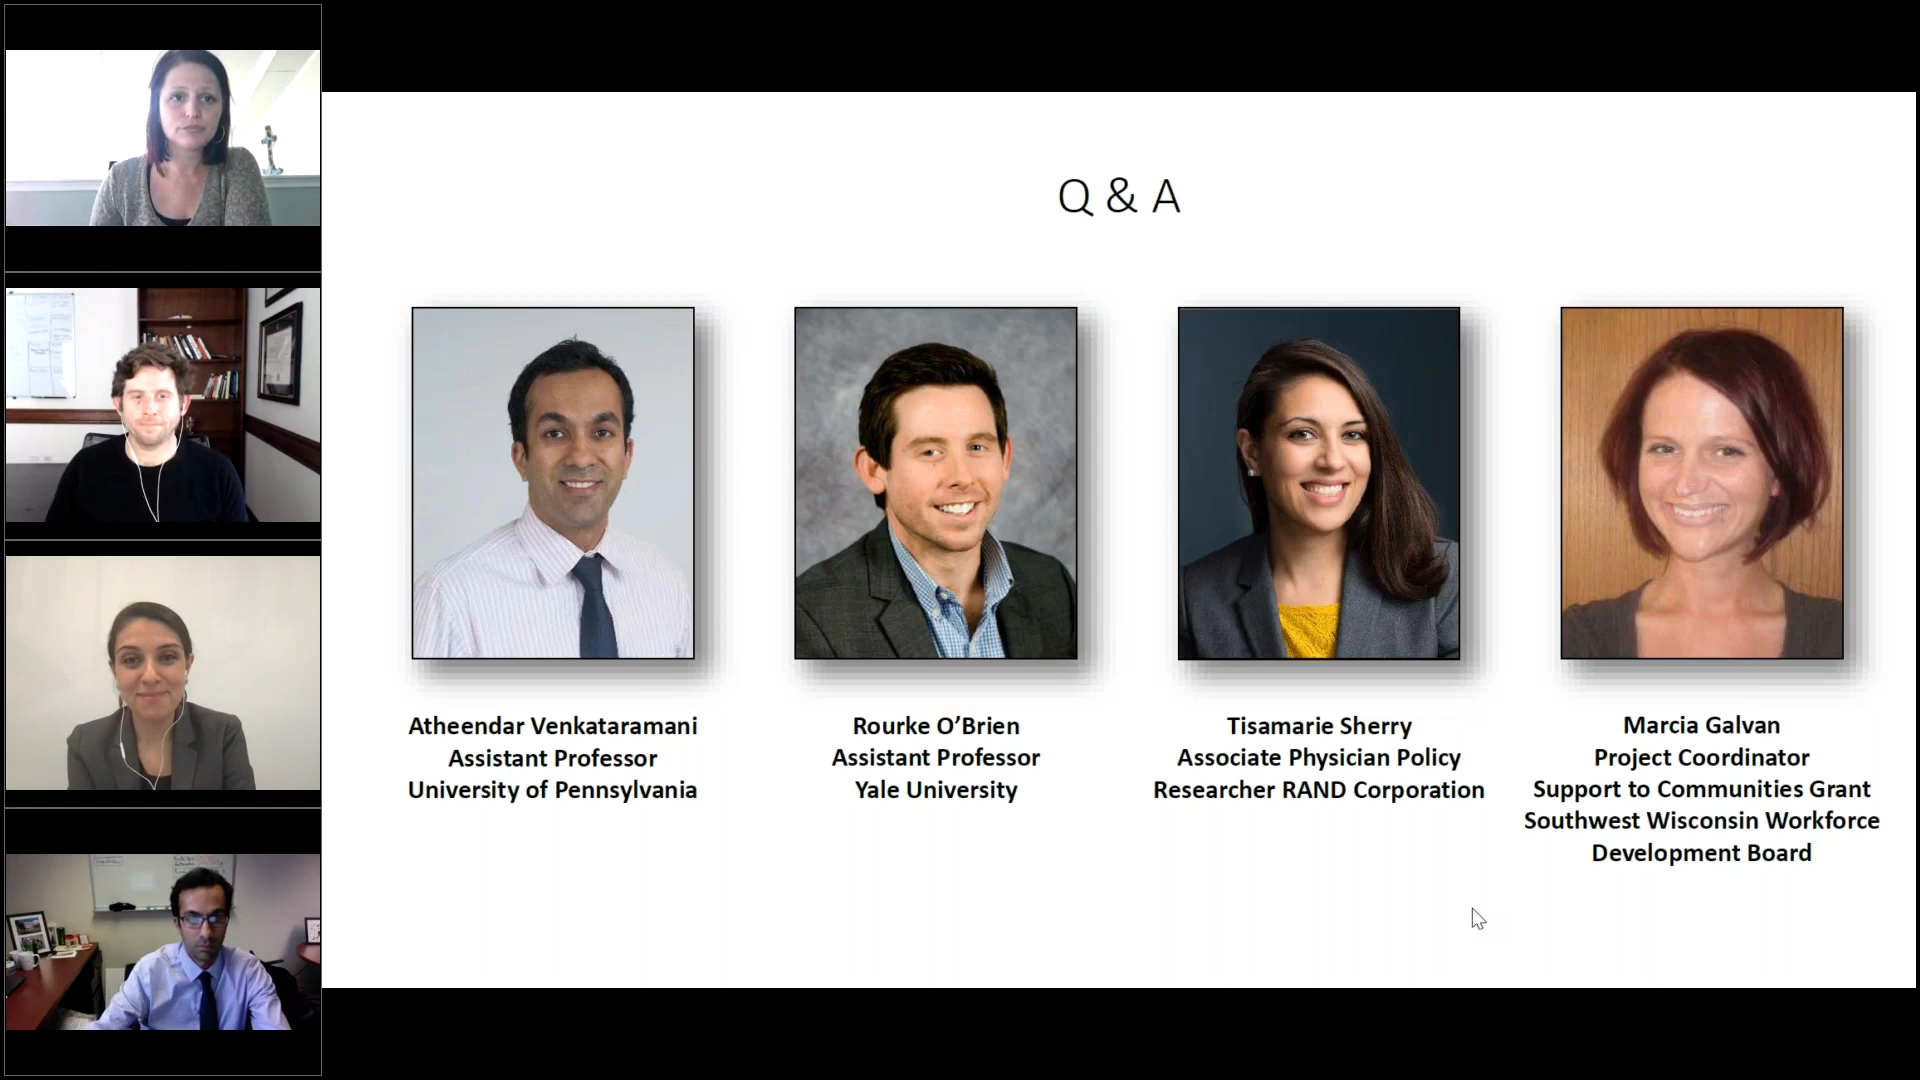 Q & A
Atheendar Venkataramani
Assistant Professor
University of Pennsylvania
Rourke O’Brien
Assistant Professor
Yale University
Tisamarie Sherry
Associate Physician Policy
Researcher RAND Corporation
Marcia Galvan
Project Coordinator
Support to Communities Grant
Southwest Wisconsin Workforce
Development Board